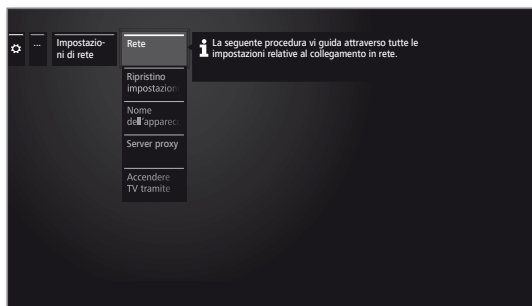 ...
Impostazio-
ni di rete
Rete
La seguente procedura vi guida attraverso tutte le
impostazioni relative al collegamento in rete.
Ripristino
impostazion
Nome
dell'apparec
Server proxy
Accendere
TV tramite